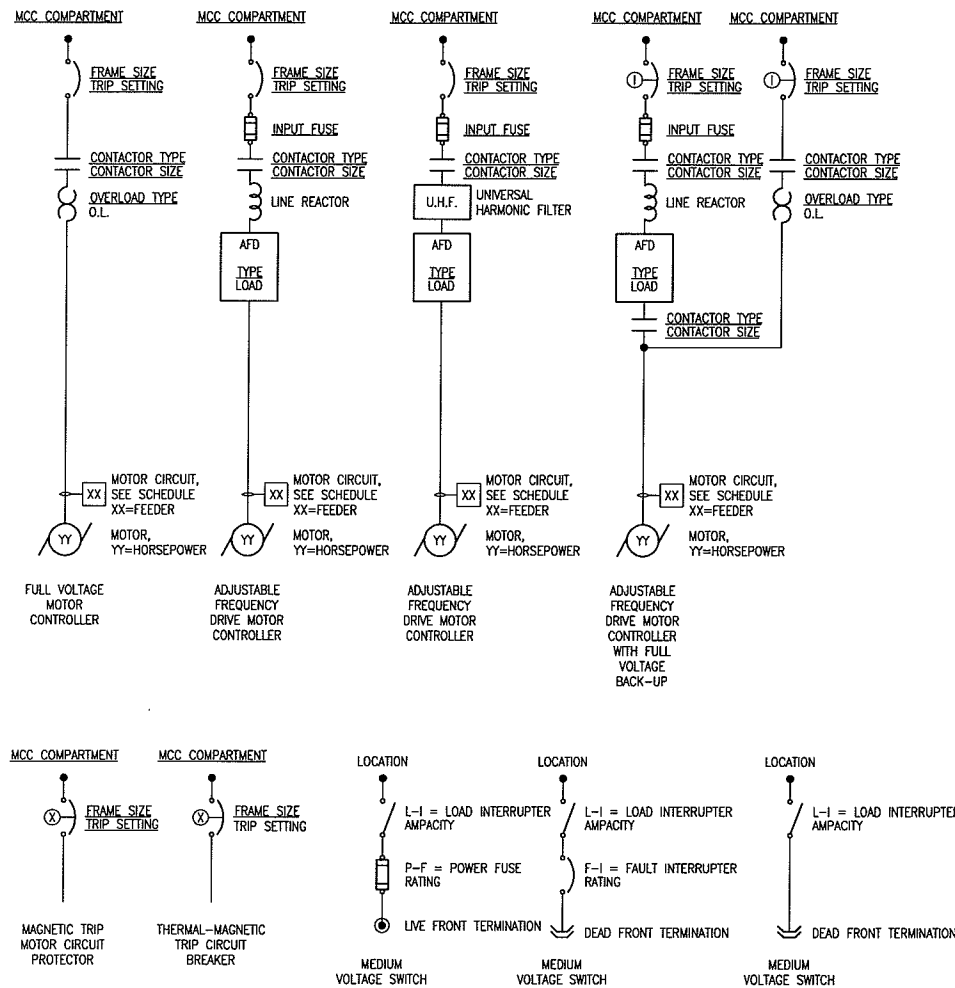 MCC COMPARTMENT
FRAME SIZE
TRIP SETTING
CONTACTOR TYPE
CONTACTOR SIZE
OVERLOAD TYPE
O.L.
XX
MOTOR CIRCUIT,
SEE SCHEDULE
XX=FEEDER
YY
MOTOR,
YY=HORSEPOWER
FULL VOLTAGE
MOTOR
CONTROLLER
MCC COMPARTMENT
FRAME SIZE
TRIP SETTING
INPUT FUSE
CONTACTOR TYPE
CONTACTOR SIZE
LINE REACTOR
AFD
TYPE
LOAD
XX
MOTOR CIRCUIT,
SEE SCHEDULE
XX=FEEDER
YY
MOTOR,
YY=HORSEPOWER
ADJUSTABLE
FREQUENCY
DRIVE MOTOR
CONTROLLER
MCC COMPARTMENT
FRAME SIZE
TRIP SETTING
INPUT FUSE
CONTACTOR TYPE
CONTACTOR SIZE
U.H.F.
UNIVERSAL
HARMONIC FILTER
AFD
TYPE
LOAD
XX
MOTOR CIRCUIT,
SEE SCHEDULE
XX=FEEDER
YY
MOTOR,
YY=HORSEPOWER
ADJUSTABLE
FREQUENCY
DRIVE MOTOR
CONTROLLER
MCC COMPARTMENT
I
FRAME SIZE
TRIP SETTING
INPUT FUSE
CONTACTOR TYPE
CONTACTOR SIZE
LINE REACTOR
AFD
TYPE
LOAD
CONTACTOR TYPE
CONTACTOR SIZE
XX
MOTOR CIRCUIT,
SEE SCHEDULE
XX=FEEDER
YY
MOTOR,
YY=HORSEPOWER
ADJUSTABLE
FREQUENCY
DRIVE MOTOR
CONTROLLER
WITH FULL
VOLTAGE
BACK-UP
MCC COMPARTMENT
I
FRAME SIZE
TRIP SETTING
CONTACTOR TYPE
CONTACTOR SIZE
OVERLOAD TYPE
O.L.
MCC COMPARTMENT
X
FRAME SIZE
TRIP SETTING
MAGNETIC TRIP
MOTOR CIRCUIT
PROTECTOR
MCC COMPARTMENT
X
FRAME SIZE
TRIP SETTING
THERMAL-MAGNETIC
TRIP CIRCUIT
BREAKER
LOCATION
L-I = LOAD INTERRUPTER
AMPACITY
P-F = POWER FUSE
RATING
LIVE FRONT TERMINATION
MEDIUM
VOLTAGE SWITCH
LOCATION
L-I = LOAD INTERRUPTER
AMPACITY
F-I = FAULT INTERRUPTER
RATING
DEAD FRONT TERMINATION
MEDIUM
VOLTAGE SWITCH
LOCATION
L-I = LOAD INTERRUPTER
AMPACITY
DEAD FRONT TERMINATION
MEDIUM
VOLTAGE SWITCH